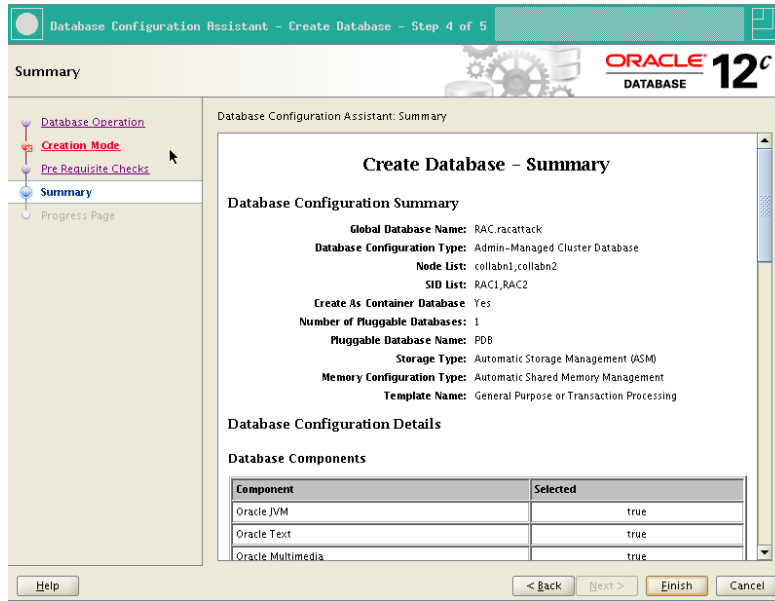 Database Configuration Assistant - Create Database - Step 4 of 5
Summary
ORACLE DATABASE 12c
Database Operation
Creation Mode
Pre Requisite Checks
Summary
Progress Page
Database Configuration Assistant: Summary
Create Database - Summary
Database Configuration Summary
Global Database Name: RAC.racattack
Database Configuration Type: Admin-Managed Cluster Database
Node List: collabn1,collabn2
SID List: RAC1,RAC2
Create As Container Database Yes
Number of Pluggable Databases: 1
Pluggable Database Name: PDB
Storage Type: Automatic Storage Management (ASM)
Memory Configuration Type: Automatic Shared Memory Management
Template Name: General Purpose or Transaction Processing
Database Configuration Details
Database Components
Component Selected
Oracle JVM true
Oracle Text true
Oracle Multimedia true
Help < Back Next > Finish Cancel